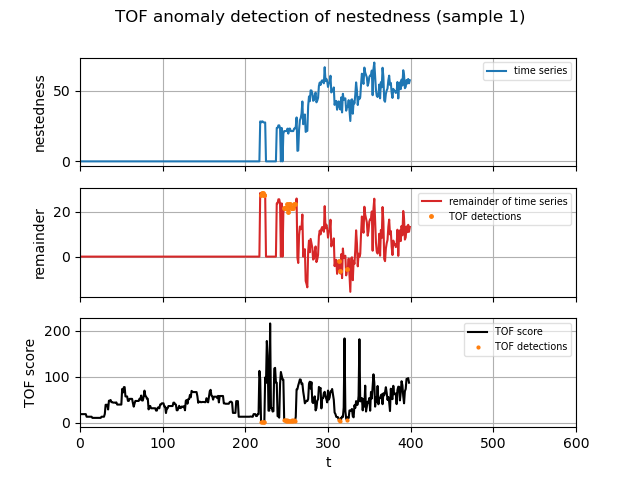 TOF anomaly detection of nestedness (sample 1)
nestedness
50
0
time series
remainder
20
0
remainder of time series
TOF detections
TOF score
200
100
0
TOF score
TOF detections
0
100
200
300
400
500
600
t